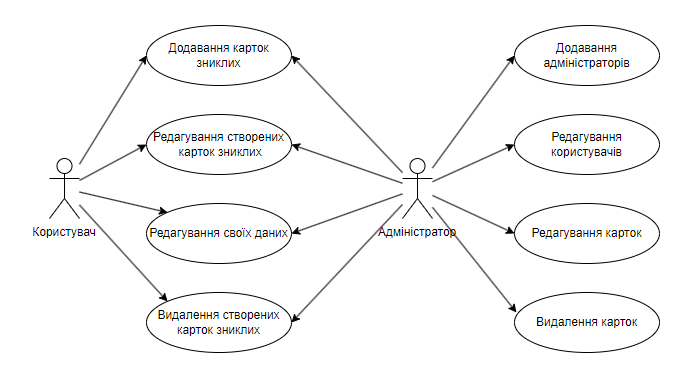 Додавання карток
зниклих
Редагування створених
карток зниклих
Користувач
Редагування своїх даних
Видалення створених
карток зниклих
Адміністратор
Додавання
адміністраторів
Редагування
користувачів
Редагування карток
Видалення карток